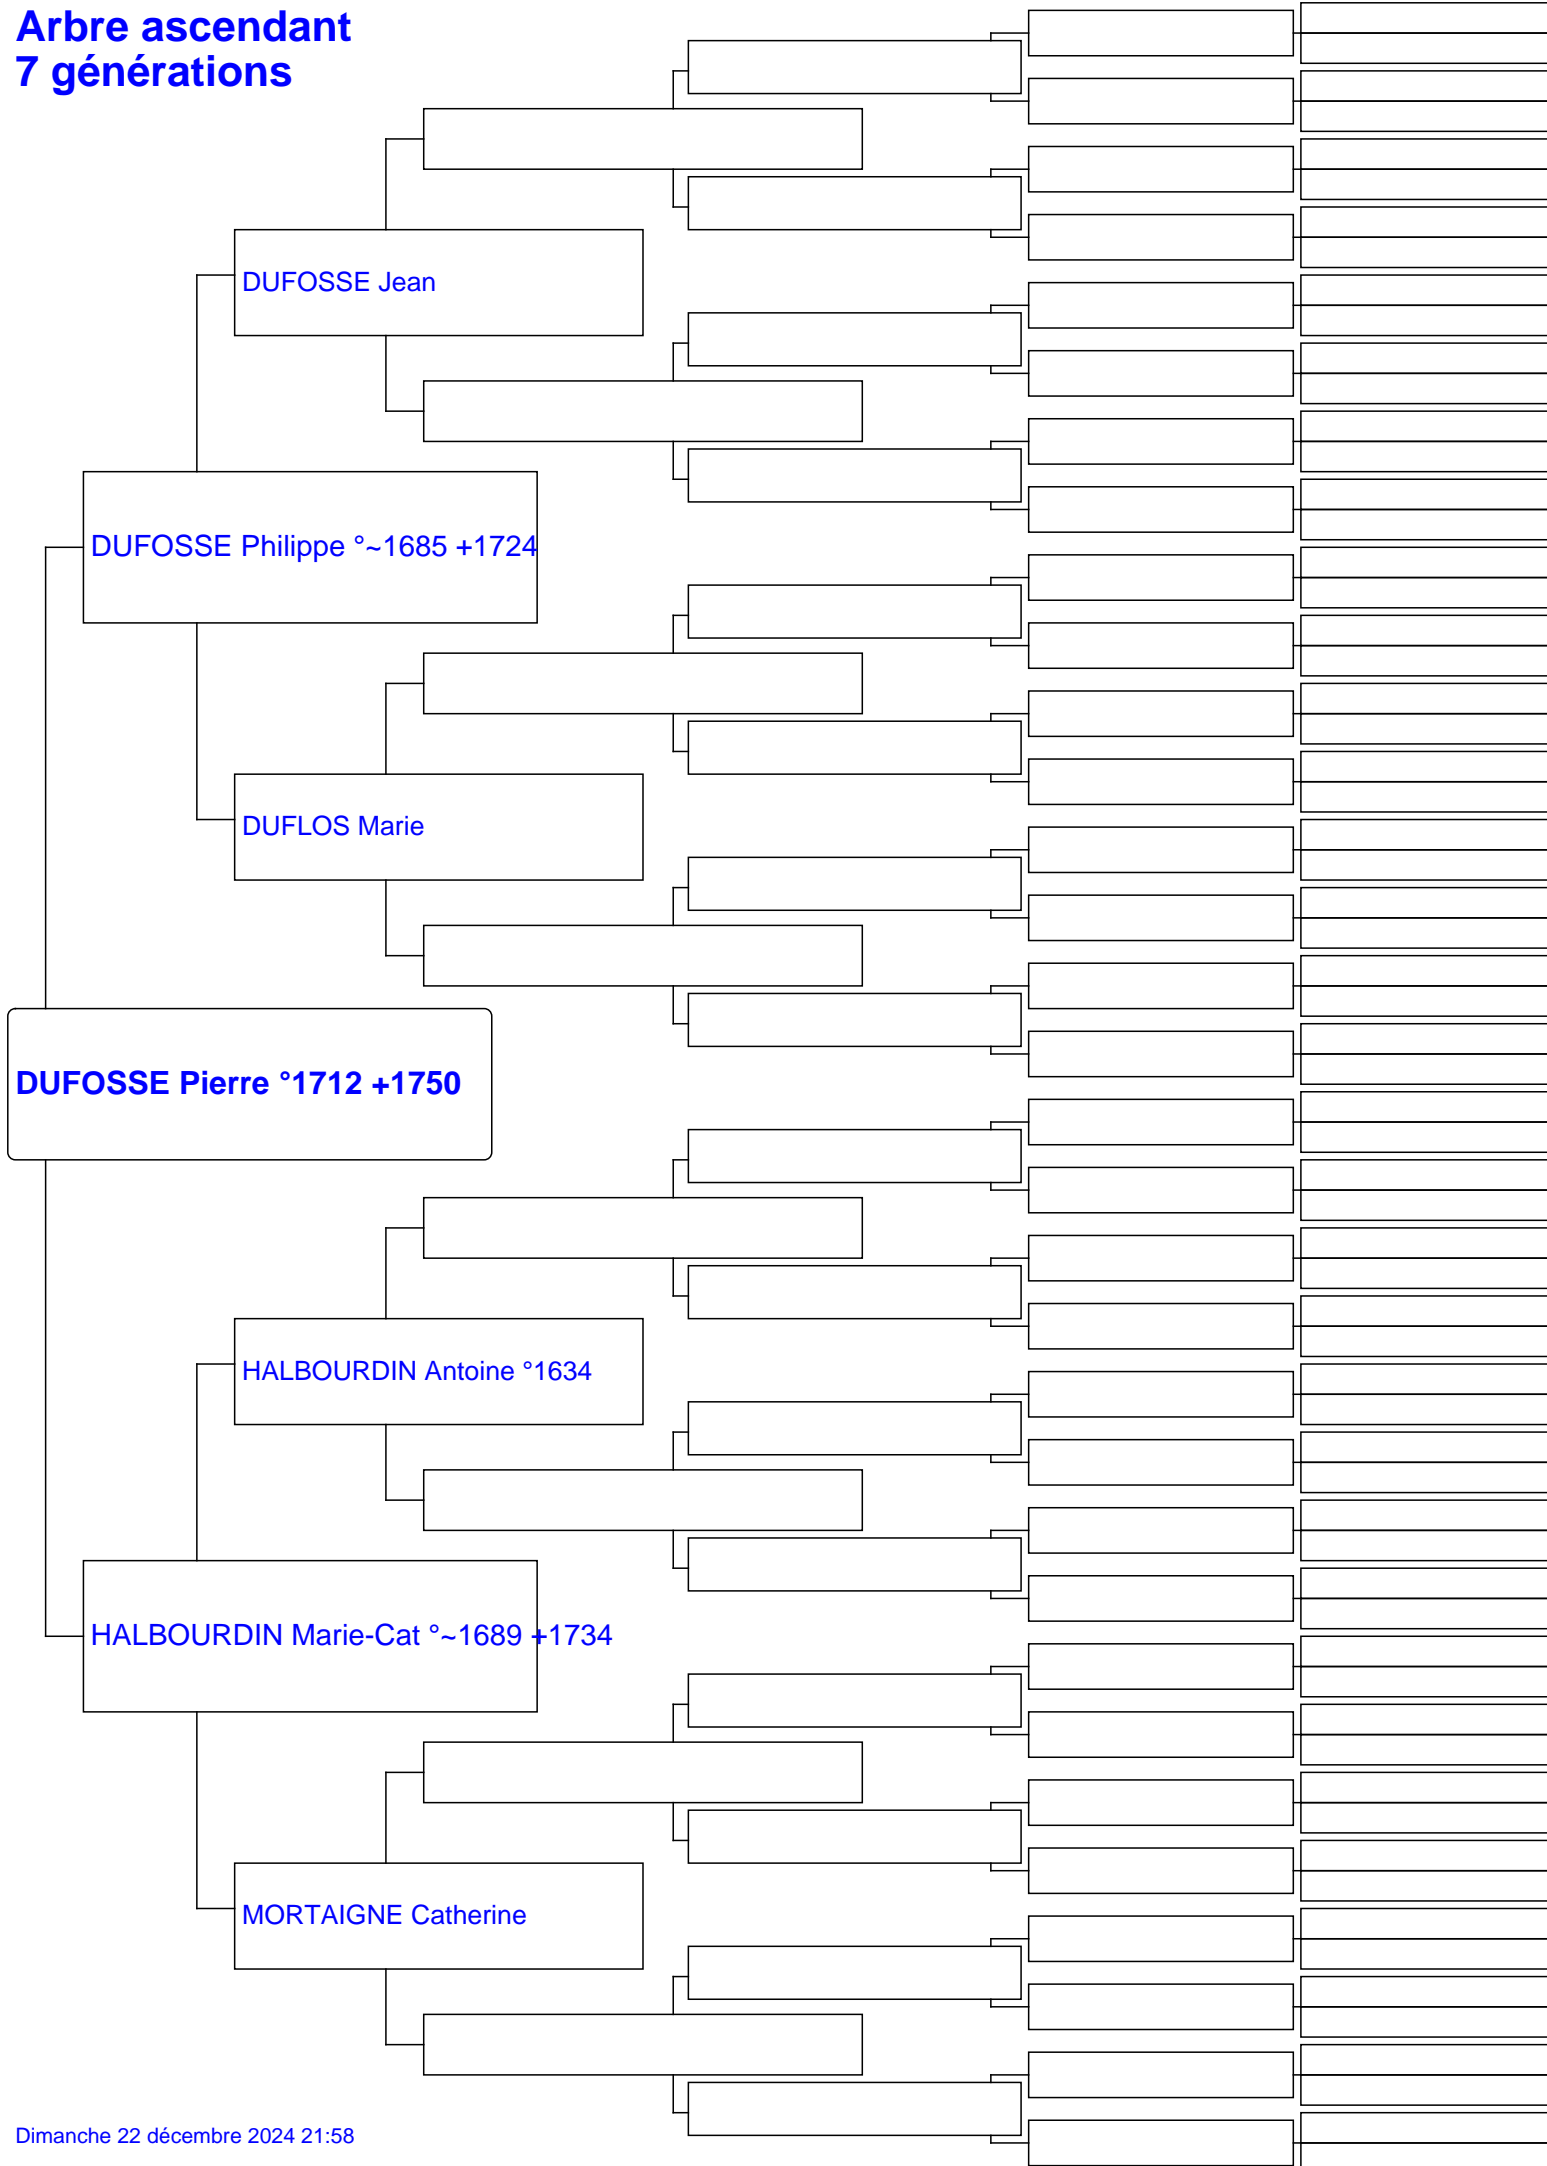 Arbre ascendant
7 générations
DUFOSSE Jean
DUFOSSE Philippe °~1685 +1724
DUFLOS Marie
DUFOSSE Pierre °1712 +1750
HALBOURDIN Antoine °1634
HALBOURDIN Marie-Cat °~1689 +1734
MORTAIGNE Catherine
Dimanche 22 décembre 2024 21:58